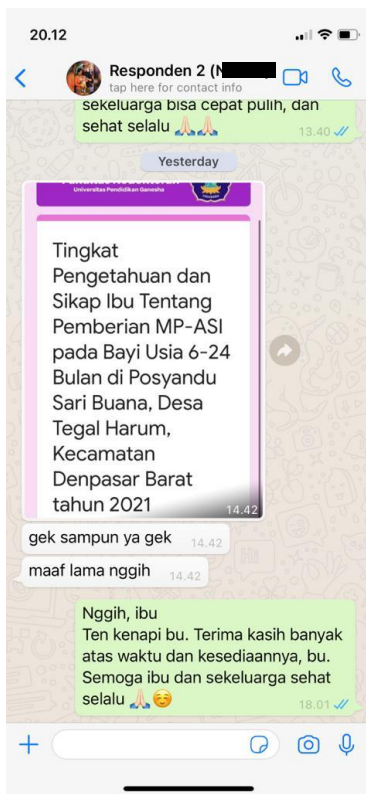 20.12
Responden 2 (N
tap here for contact info
sekeluarga bisa cepat pulih, dan
sehat selalu 🙏🏻🙏🏻
13.40
Yesterday
Universitas Pendidikan Ganesha
Tingkat
Pengetahuan dan
Sikap Ibu Tentang
Pemberian MP-ASI
pada Bayi Usia 6-24
Bulan di Posyandu
Sari Buana, Desa
Tegal Harum,
Kecamatan
Denpasar Barat
tahun 2021
14.42
gek sampun ya gek 14.42
maaf lama nggih 14.42
Nggih, ibu
Ten kenapi bu. Terima kasih banyak
atas waktu dan kesediaannya, bu.
Semoga ibu dan sekeluarga sehat
selalu 🙏🏻☺️
18.01